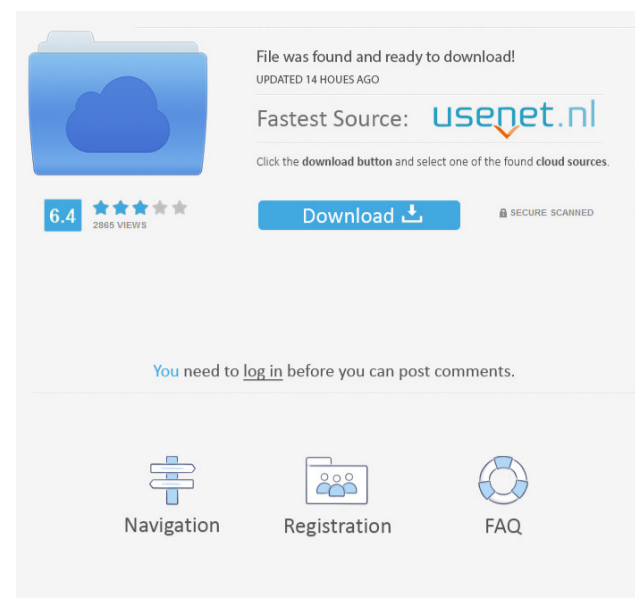 File was found and ready to download!
UPDATED 14 HOUES AGO
Fastest Source: usenet.nl
Click the download button and select one of the found cloud sources.
6.4
2865 VIEWS
Download
SECURE SCANNED
You need to log in before you can post comments.
Navigation
Registration
FAQ